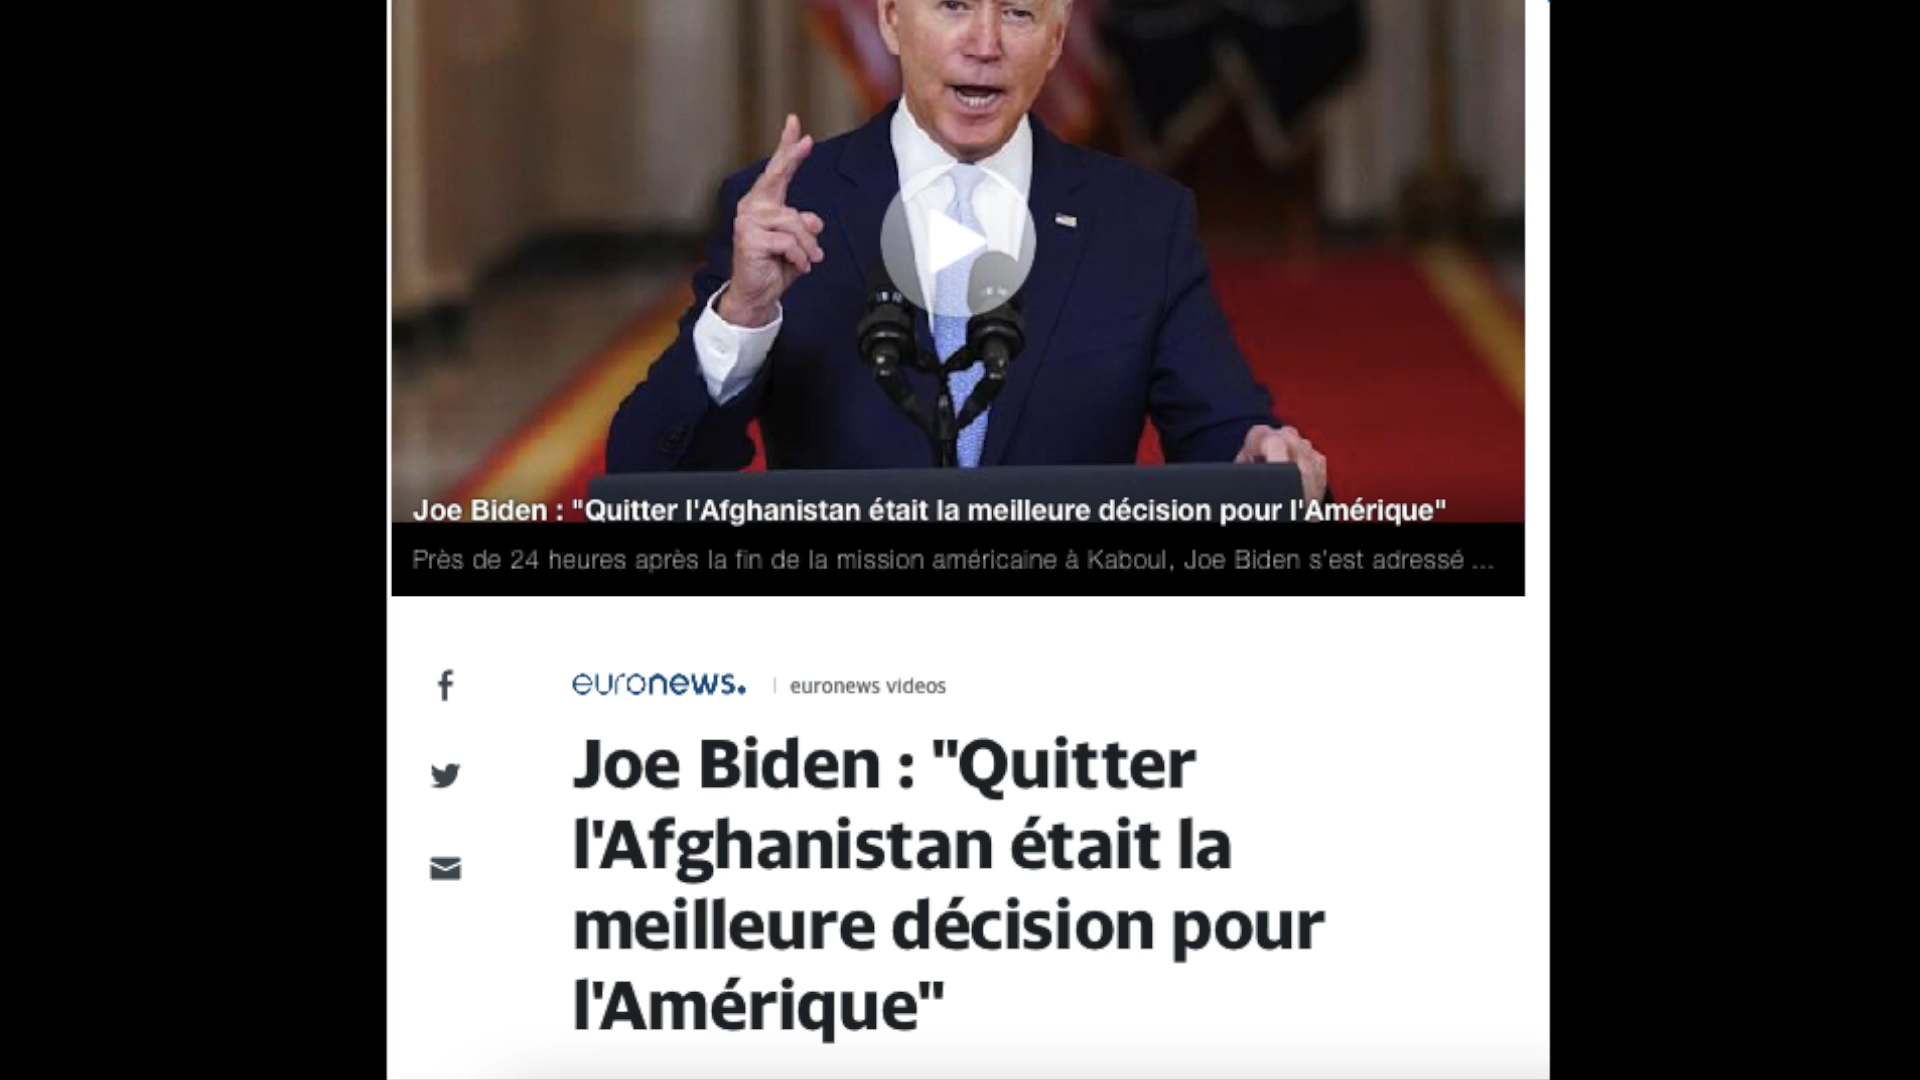 Joe Biden : "Quitter l'Afghanistan était la meilleure décision pour l'Amérique"
Près de 24 heures après la fin de la mission américaine à Kaboul, Joe Biden s'est adressé ...
euronews. | euronews videos
Joe Biden : "Quitter
l'Afghanistan était la
meilleure décision pour
l'Amérique"